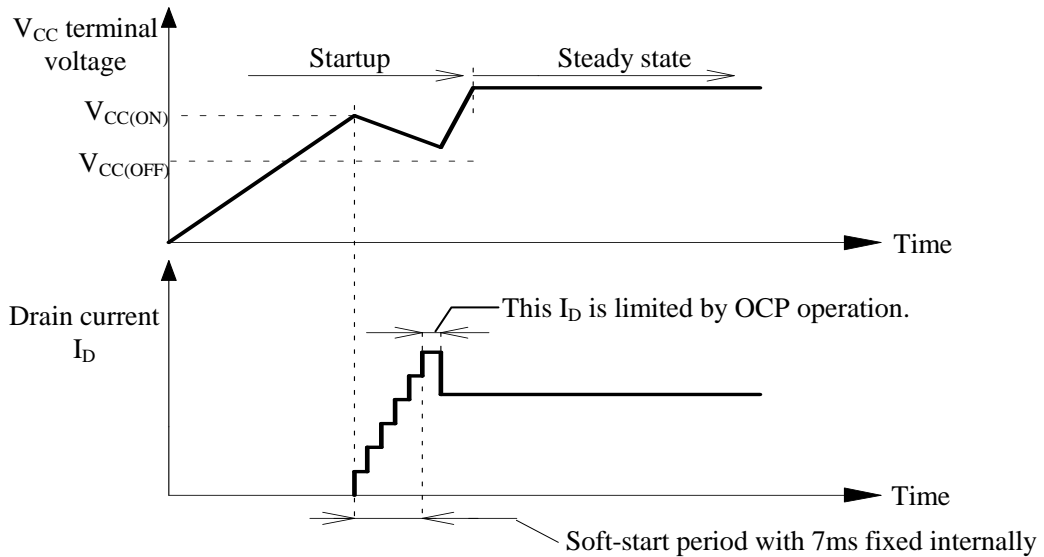 V_CC terminal
voltage
Startup
Steady state
V_CC(ON)
V_CC(OFF)
Time
This I_D is limited by OCP operation.
Drain current
I_D
Time
Soft-start period with 7ms fixed internally